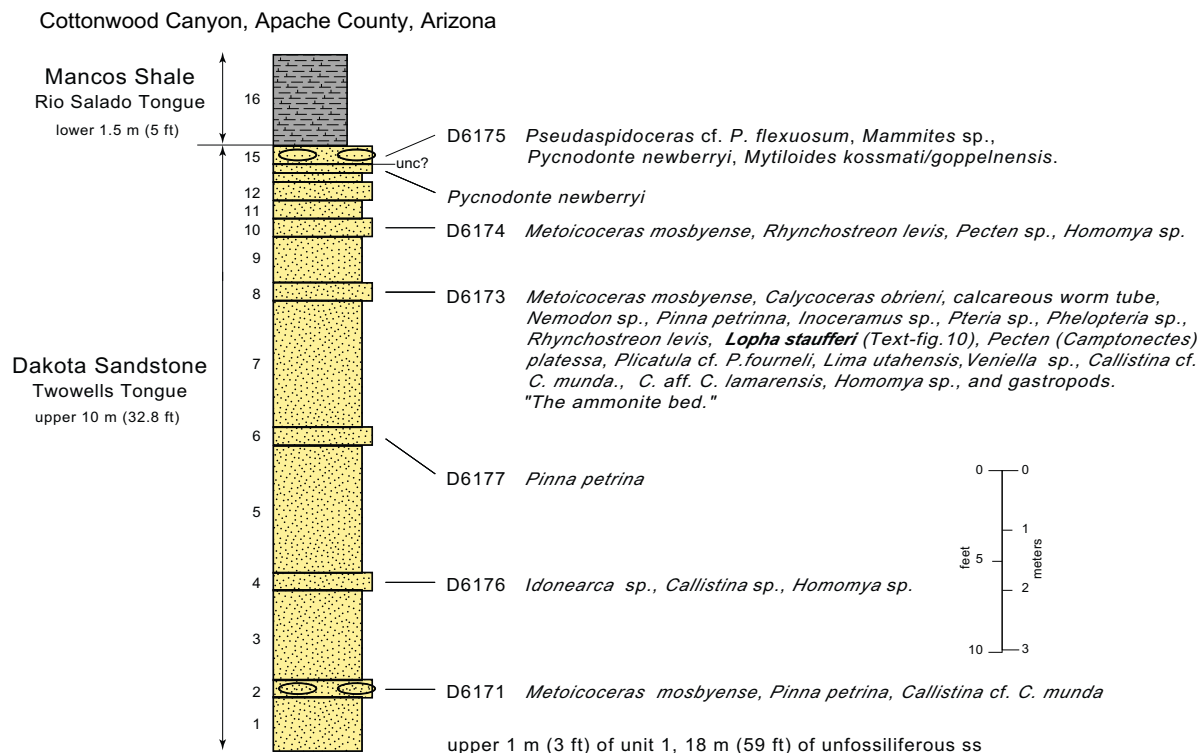 Cottonwood Canyon, Apache County, Arizona
Mancos Shale
Rio Salado Tongue
lower 1.5 m (5 ft)
16
15
unc?
12
11
10
9
8
7
6
5
4
3
2
1
Dakota Sandstone
Twowells Tongue
upper 10 m (32.8 ft)
D6175 Pseudaspidoceras cf. P. flexuosum, Mammites sp.,
Pycnodonte newberryi, Mytiloides kossmati/goppelnensis.
Pycnodonte newberryi
D6174 Metoicoceras mosbyense, Rhynchostreon levis, Pecten sp., Homomya sp.
D6173 Metoicoceras mosbyense, Calycoceras obrieni, calcareous worm tube,
Nemodon sp., Pinna petrinna, Inoceramus sp., Pteria sp., Phelopteria sp.,
Rhynchostreon levis, Lopha staufferi (Text-fig.10), Pecten (Camptonectes)
platessa, Plicatula cf. P.fourneli, Lima utahensis,Veniella sp., Callistina cf.
C. munda., C. aff. C. lamarensis, Homomya sp., and gastropods.
"The ammonite bed."
D6177 Pinna petrina
D6176 Idonearca sp., Callistina sp., Homomya sp.
D6171 Metoicoceras mosbyense, Pinna petrina, Callistina cf. C. munda
upper 1 m (3 ft) of unit 1, 18 m (59 ft) of unfossiliferous ss
0 0
1
5
2
10 3
feet
meters